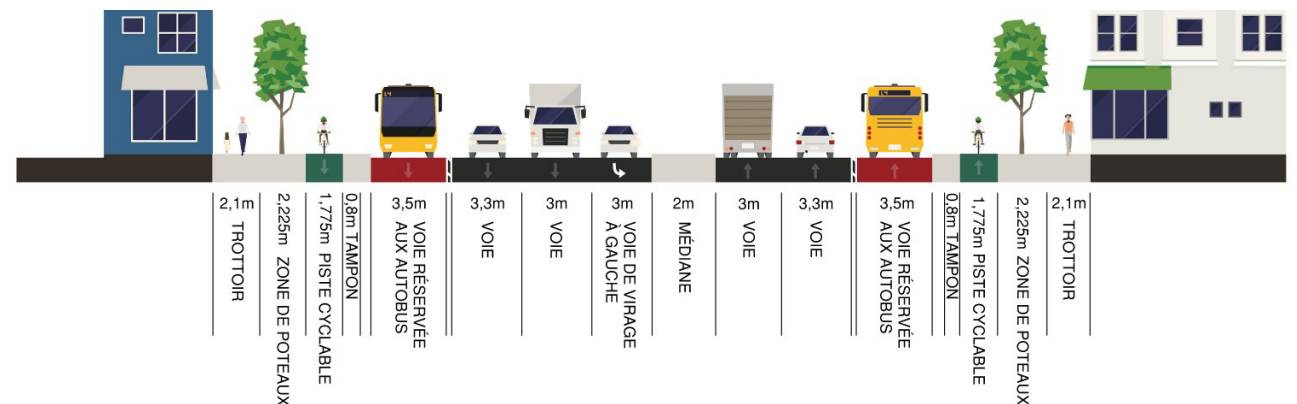 2,1m TROTTOIR
2,225m ZONE DE POTEAUX
1,775m PISTE CYCLABLE
0,8m TAMPON
3,5m VOIE RÉSERVÉE
AUX AUTOBUS
3,3m VOIE
3m VOIE
3m VOIE DE VIRAGE
À GAUCHE
2m MÉDIANE
3m VOIE
3,3m VOIE
3,5m VOIE RÉSERVÉE
AUX AUTOBUS
0,8m TAMPON
1,775m PISTE CYCLABLE
2,225m ZONE DE POTEAUX
2,1m TROTTOIR